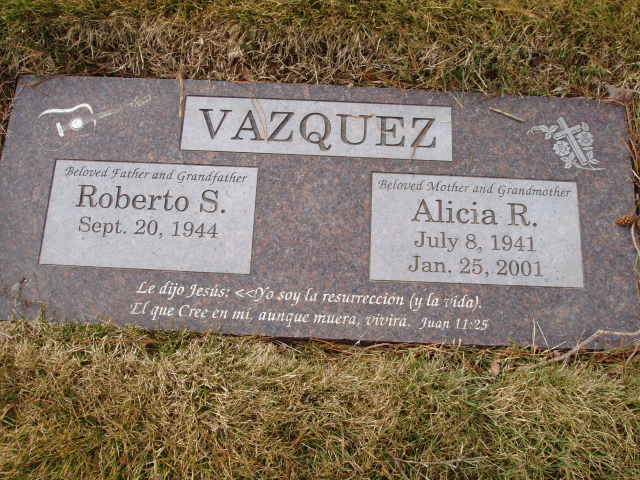 VAZQUEZ
Beloved Father and Grandfather
Roberto S.
Sept. 20, 1944
Beloved Mother and Grandmother
Alicia R.
July 8, 1941
Jan. 25, 2001
Le dijo Jesús: <<Yo soy la resurreccion (y la vida).
El que Cree en mi, aunque muera, vivirá. Juan 11:25